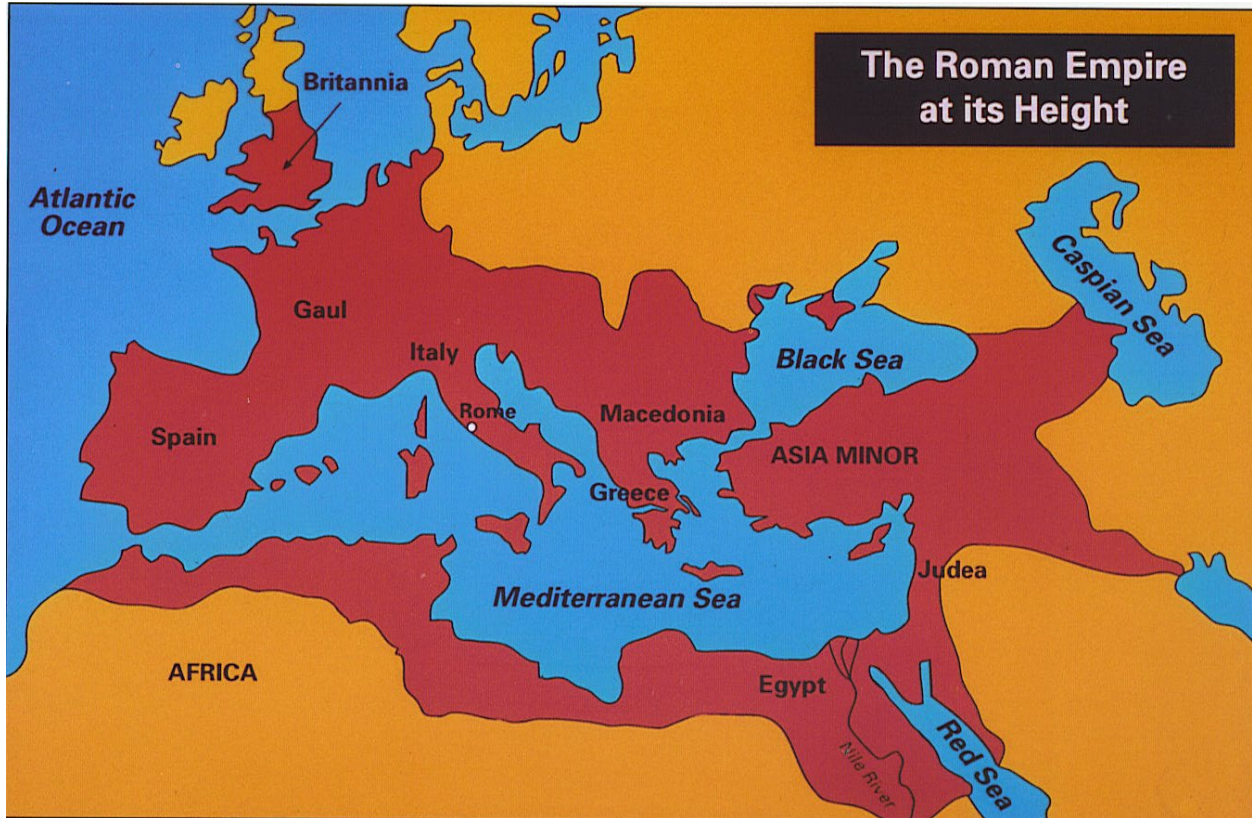 The Roman Empire
at its Height
Britannia
Atlantic
Ocean
Caspian Sea
Gaul
Italy
Black Sea
Rome
Macedonia
Spain
ASIA MINOR
Greece
Judea
Mediterranean Sea
AFRICA
Egypt
Red Sea
Nile River